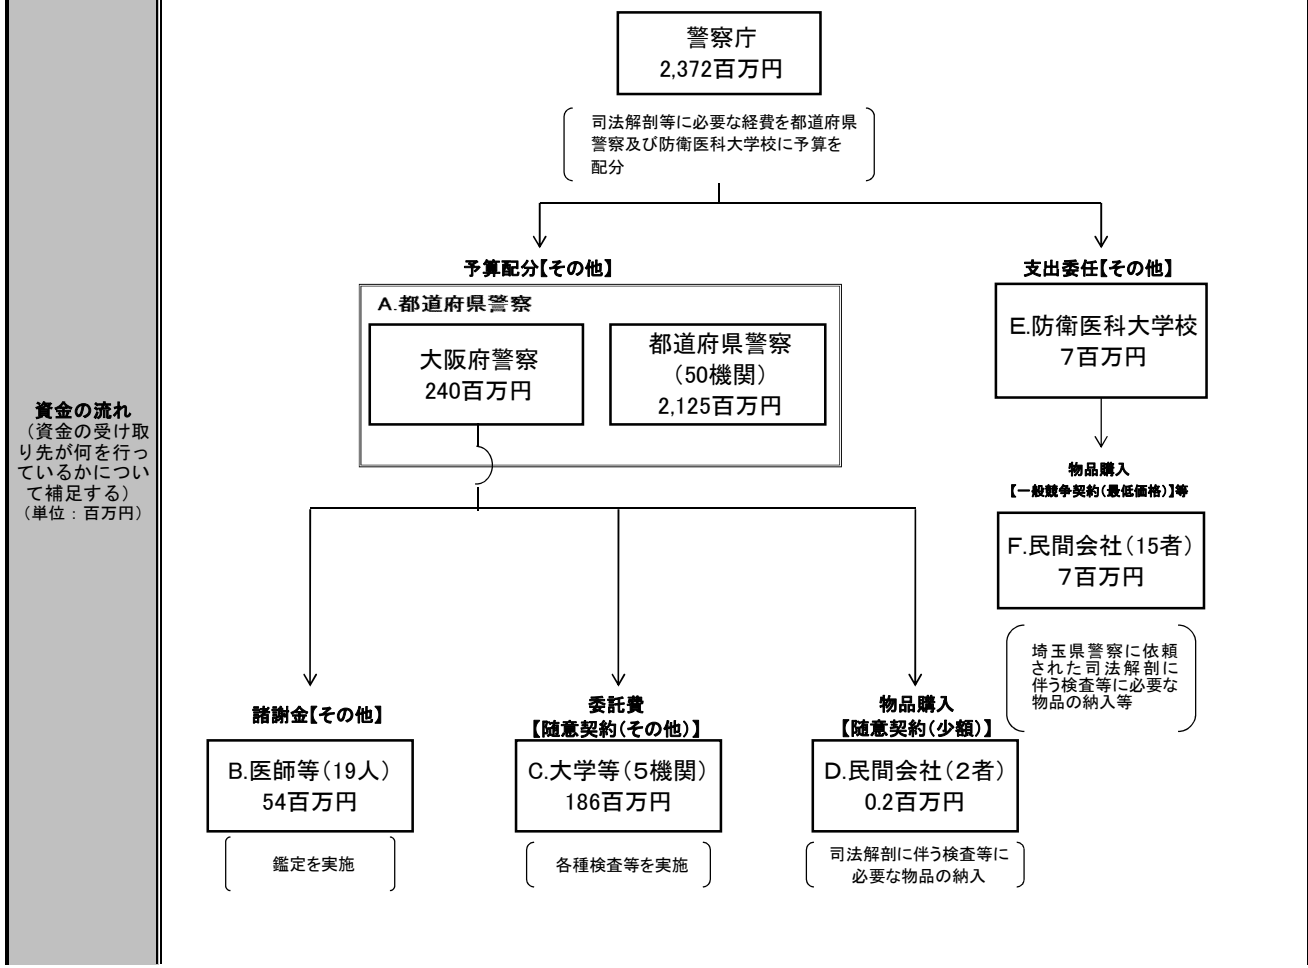 資金の流れ
（資金の受け取
り先が何を行っ
ているかについ
て補足する）
（単位：百万円）
警察庁
2,372百万円
司法解剖等に必要な経費を都道府県
警察及び防衛医科大学校に予算を
配分
予算配分【その他】
A.都道府県警察
大阪府警察
240百万円
都道府県警察
（50機関）
2,125百万円
支出委任【その他】
E.防衛医科大学校
7百万円
物品購入
【一般競争契約（最低価格）】等
F.民間会社（15者）
7百万円
埼玉県警察に依頼
された司法解剖に
伴う検査等に必要な
物品の納入等
諸謝金【その他】
B.医師等（19人）
54百万円
鑑定を実施
委託費
【随意契約（その他）】
C.大学等（5機関）
186百万円
各種検査等を実施
物品購入
【随意契約（少額）】
D.民間会社（2者）
0.2百万円
司法解剖に伴う検査等に
必要な物品の納入